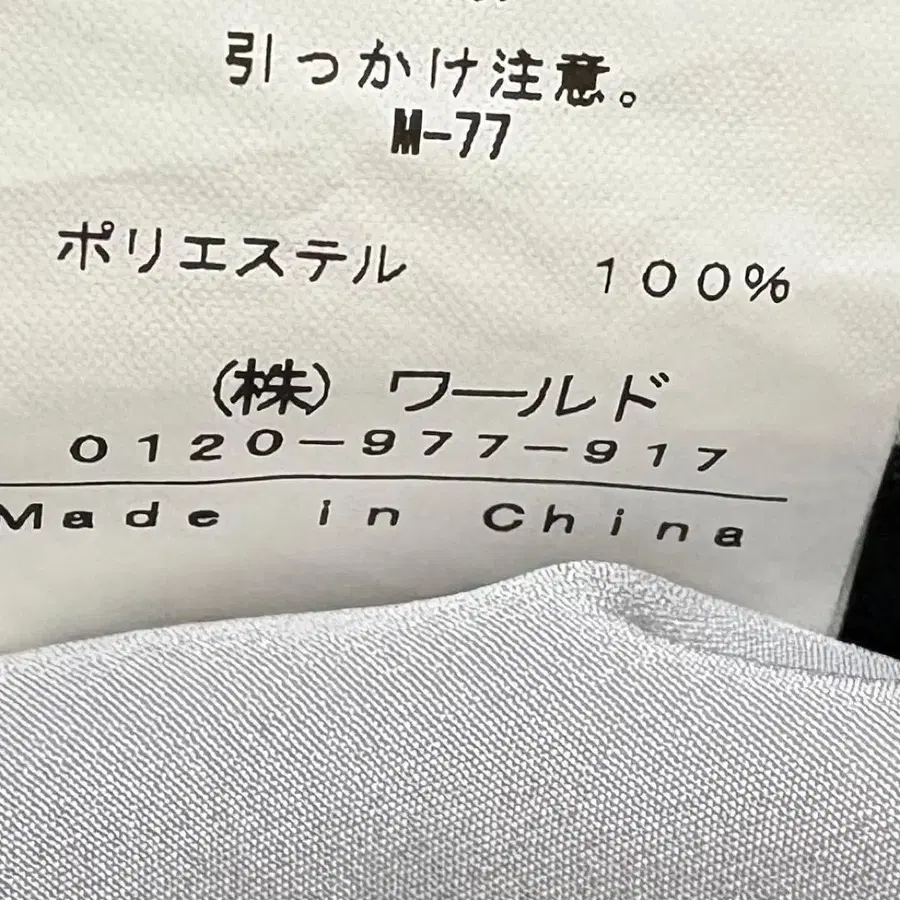 引っかけ注意。
M-77
ポリエステル 100%
(株) ワールド
0120-977-917
Made in China